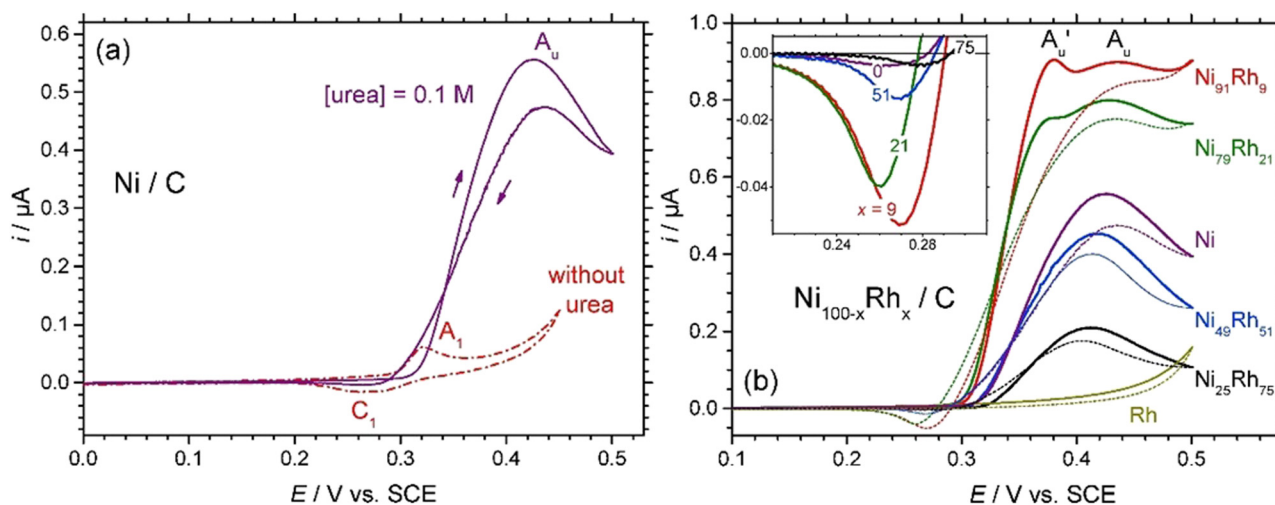 (a)
A_u
[urea] = 0.1 M
Ni / C
without
urea
A_1
C_1
i / µA
0.6
0.5
0.4
0.3
0.2
0.1
0.0
0.0 0.1 0.2 0.3 0.4 0.5
E / V vs. SCE
A_u' A_u
75
0
51
21
x = 9
0.00
-0.02
-0.04
0.24 0.28
Ni_91Rh_9
Ni_79Rh_21
Ni
Ni_49Rh_51
Ni_25Rh_75
Rh
Ni_100-xRh_x / C
(b)
i / µA
1.0
0.8
0.6
0.4
0.2
0.0
0.1 0.2 0.3 0.4 0.5
E / V vs. SCE